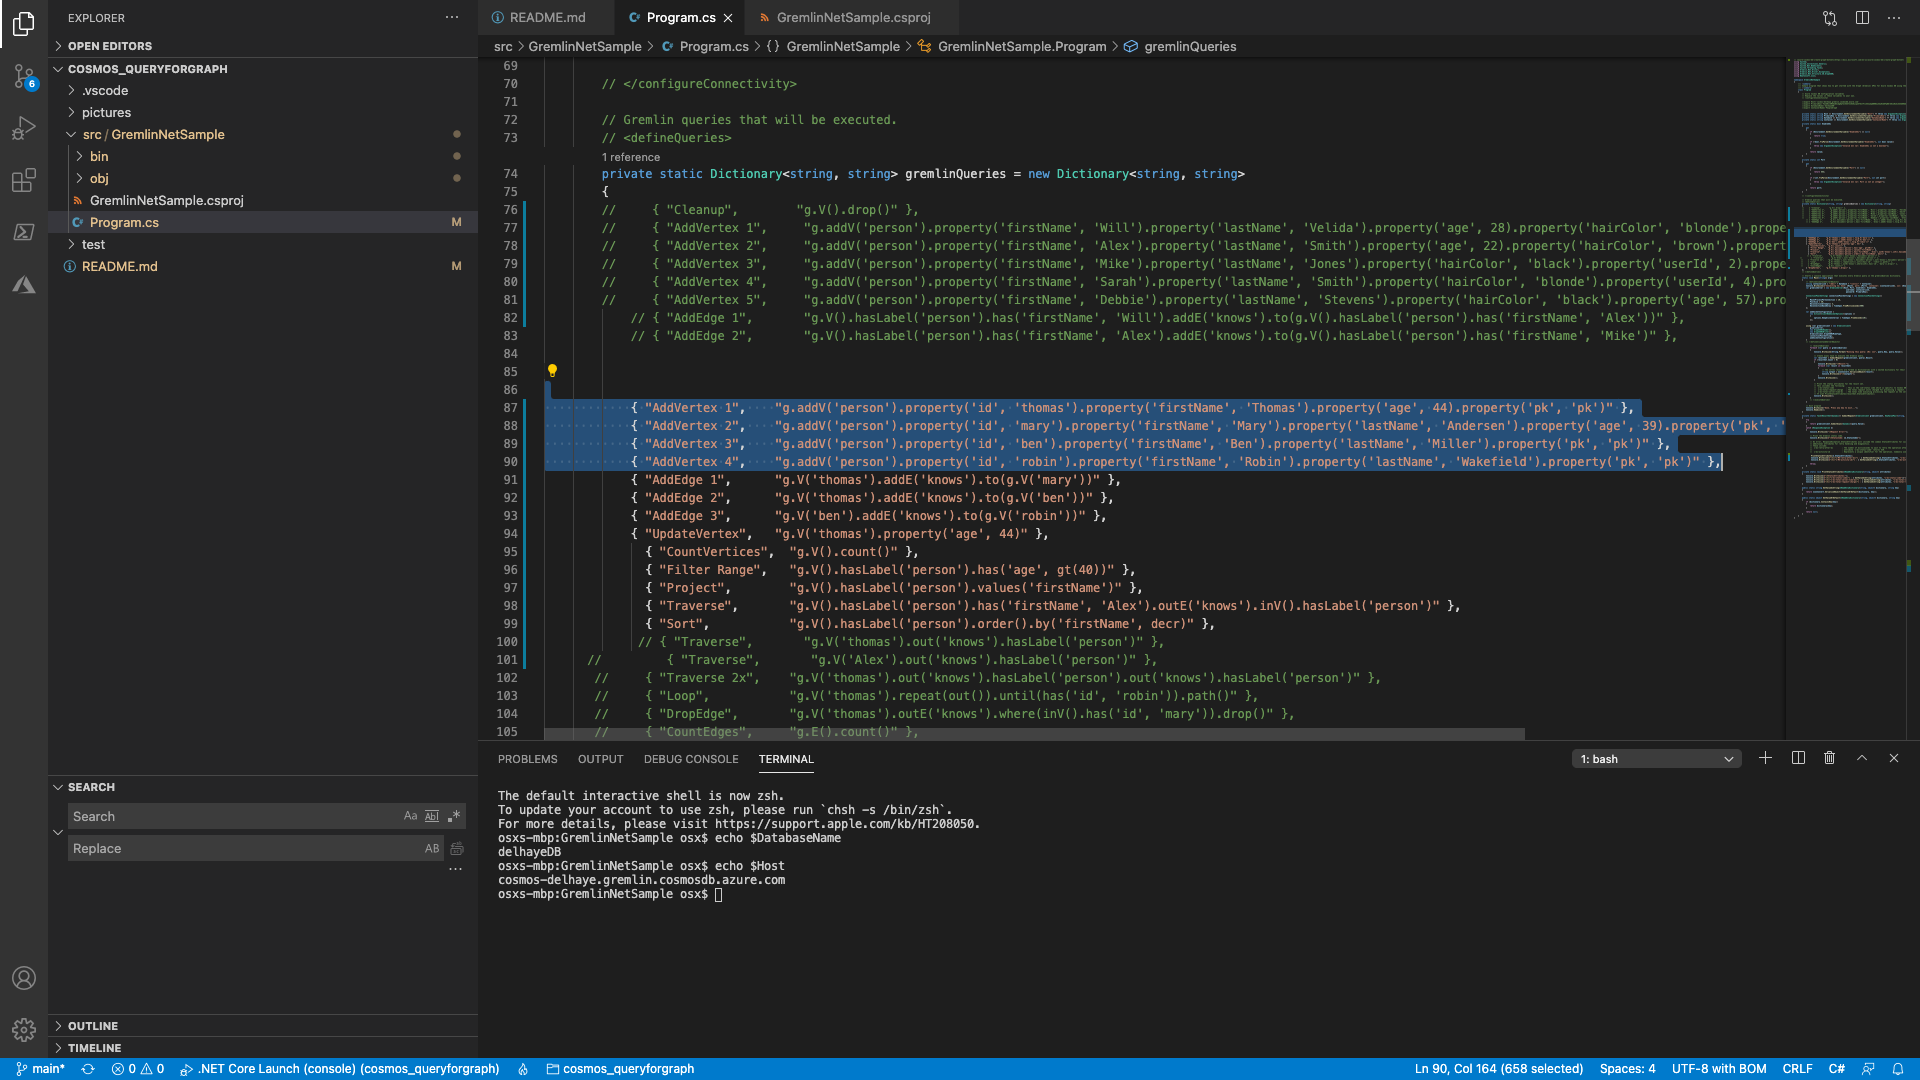 EXPLORER
OPEN EDITORS
COSMOS_QUERYFORGRAPH
.vscode
pictures
src / GremlinNetSample
bin
obj
GremlinNetSample.csproj
Program.cs M
test
README.md M
SEARCH
Search Aa Abl .*
Replace AB
OUTLINE
TIMELINE
6
README.md
Program.cs
GremlinNetSample.csproj
src > GremlinNetSample > Program.cs > {} GremlinNetSample > GremlinNetSample.Program > gremlinQueries
69
70 // </configureConnectivity>
71
72 // Gremlin queries that will be executed.
73 // <defineQueries>
1 reference
74 private static Dictionary<string, string> gremlinQueries = new Dictionary<string, string>
75 {
76 // { "Cleanup", "g.V().drop()" },
77 // { "AddVertex 1", "g.addV('person').property('firstName', 'Will').property('lastName', 'Velida').property('age', 28).property('hairColor', 'blonde').prope
78 // { "AddVertex 2", "g.addV('person').property('firstName', 'Alex').property('lastName', 'Smith').property('age', 22).property('hairColor', 'brown').propert
79 // { "AddVertex 3", "g.addV('person').property('firstName', 'Mike').property('lastName', 'Jones').property('hairColor', 'black').property('userId', 2).prope
80 // { "AddVertex 4", "g.addV('person').property('firstName', 'Sarah').property('lastName', 'Smith').property('hairColor', 'blonde').property('userId', 4).pro
81 // { "AddVertex 5", "g.addV('person').property('firstName', 'Debbie').property('lastName', 'Stevens').property('hairColor', 'black').property('age', 57).pro
82 // { "AddEdge 1", "g.V().hasLabel('person').has('firstName', 'Will').addE('knows').to(g.V().hasLabel('person').has('firstName', 'Alex'))" },
83 // { "AddEdge 2", "g.V().hasLabel('person').has('firstName', 'Alex').addE('knows').to(g.V().hasLabel('person').has('firstName', 'Mike')" },
84
85
86
87 { "AddVertex 1", "g.addV('person').property('id', 'thomas').property('firstName', 'Thomas').property('age', 44).property('pk', 'pk')" },
88 { "AddVertex 2", "g.addV('person').property('id', 'mary').property('firstName', 'Mary').property('lastName', 'Andersen').property('age', 39).property('pk', '
89 { "AddVertex 3", "g.addV('person').property('id', 'ben').property('firstName', 'Ben').property('lastName', 'Miller').property('pk', 'pk')" },
90 { "AddVertex 4", "g.addV('person').property('id', 'robin').property('firstName', 'Robin').property('lastName', 'Wakefield').property('pk', 'pk')" },
91 { "AddEdge 1", "g.V('thomas').addE('knows').to(g.V('mary'))" },
92 { "AddEdge 2", "g.V('thomas').addE('knows').to(g.V('ben'))" },
93 { "AddEdge 3", "g.V('ben').addE('knows').to(g.V('robin'))" },
94 { "UpdateVertex", "g.V('thomas').property('age', 44)" },
95 { "CountVertices", "g.V().count()" },
96 { "Filter Range", "g.V().hasLabel('person').has('age', gt(40))" },
97 { "Project", "g.V().hasLabel('person').values('firstName')" },
98 { "Traverse", "g.V().hasLabel('person').has('firstName', 'Alex').outE('knows').inV().hasLabel('person')" },
99 { "Sort", "g.V().hasLabel('person').order().by('firstName', decr)" },
100 // { "Traverse", "g.V('thomas').out('knows').hasLabel('person')" },
101 // { "Traverse", "g.V('Alex').out('knows').hasLabel('person')" },
102 // { "Traverse 2x", "g.V('thomas').out('knows').hasLabel('person').out('knows').hasLabel('person')" },
103 // { "Loop", "g.V('thomas').repeat(out()).until(has('id', 'robin')).path()" },
104 // { "DropEdge", "g.V('thomas').outE('knows').where(inV().has('id', 'mary')).drop()" },
105 // { "CountEdges", "g.E().count()" },
PROBLEMS OUTPUT DEBUG CONSOLE TERMINAL 1: bash
The default interactive shell is now zsh.
To update your account to use zsh, please run `chsh -s /bin/zsh`.
For more details, please visit https://support.apple.com/kb/HT208050.
osxs-mbp:GremlinNetSample osx$ echo $DatabaseName
delhayeDB
osxs-mbp:GremlinNetSample osx$ echo $Host
cosmos-delhaye.gremlin.cosmosdb.azure.com
osxs-mbp:GremlinNetSample osx$
main* 0 0 .NET Core Launch (console) (cosmos_queryforgraph) cosmos_queryforgraph Ln 90, Col 164 (658 selected) Spaces: 4 UTF-8 with BOM CRLF C#